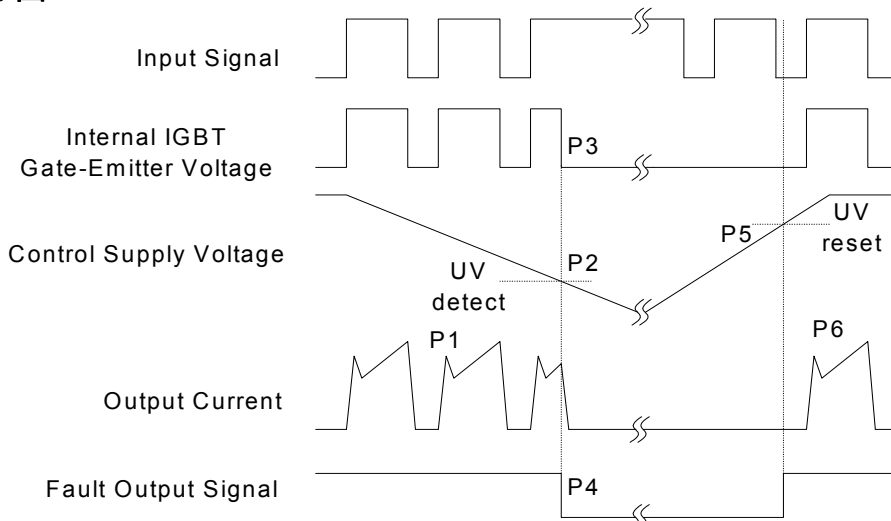 Input Signal
Internal IGBT
Gate-Emitter Voltage
P3
Control Supply Voltage
UV
detect
P2
P5
UV
reset
P1
P6
Output Current
Fault Output Signal
P4